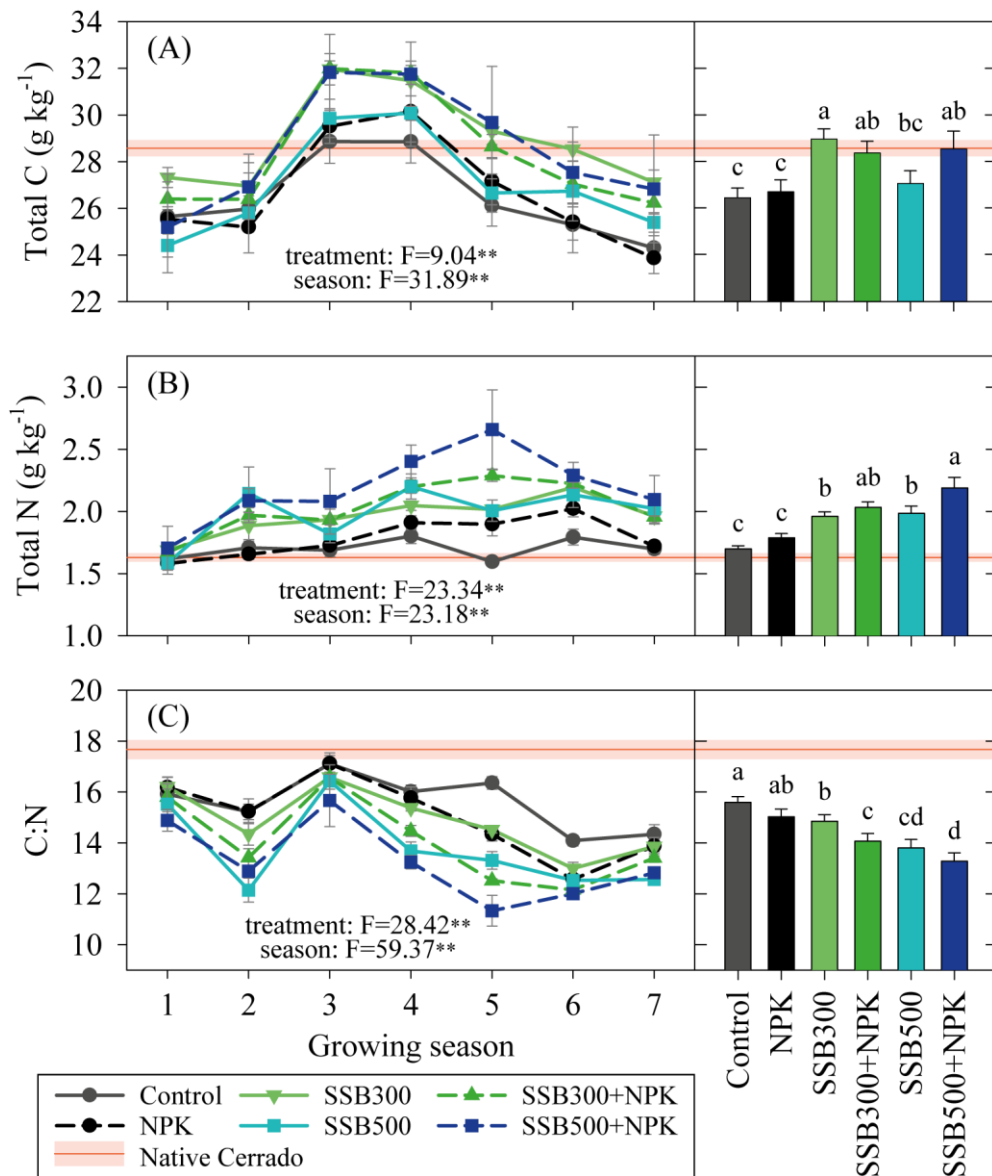 (A)
Total C (g kg-1)
34
32
30
28
26
24
22
treatment: F=9.04**
season: F=31.89**
a
ab
ab
bc
c
c
(B)
Total N (g kg-1)
3.0
2.5
2.0
1.5
1.0
treatment: F=23.34**
season: F=23.18**
a
b
ab
b
c
c
(C)
C:N
20
18
16
14
12
10
treatment: F=28.42**
season: F=59.37**
a
ab
b
c
cd
d
1 2 3 4 5 6 7
Growing season
Control
NPK
SSB300
SSB300+NPK
SSB500
SSB500+NPK
Control SSB300 SSB300+NPK
NPK SSB500 SSB500+NPK
Native Cerrado